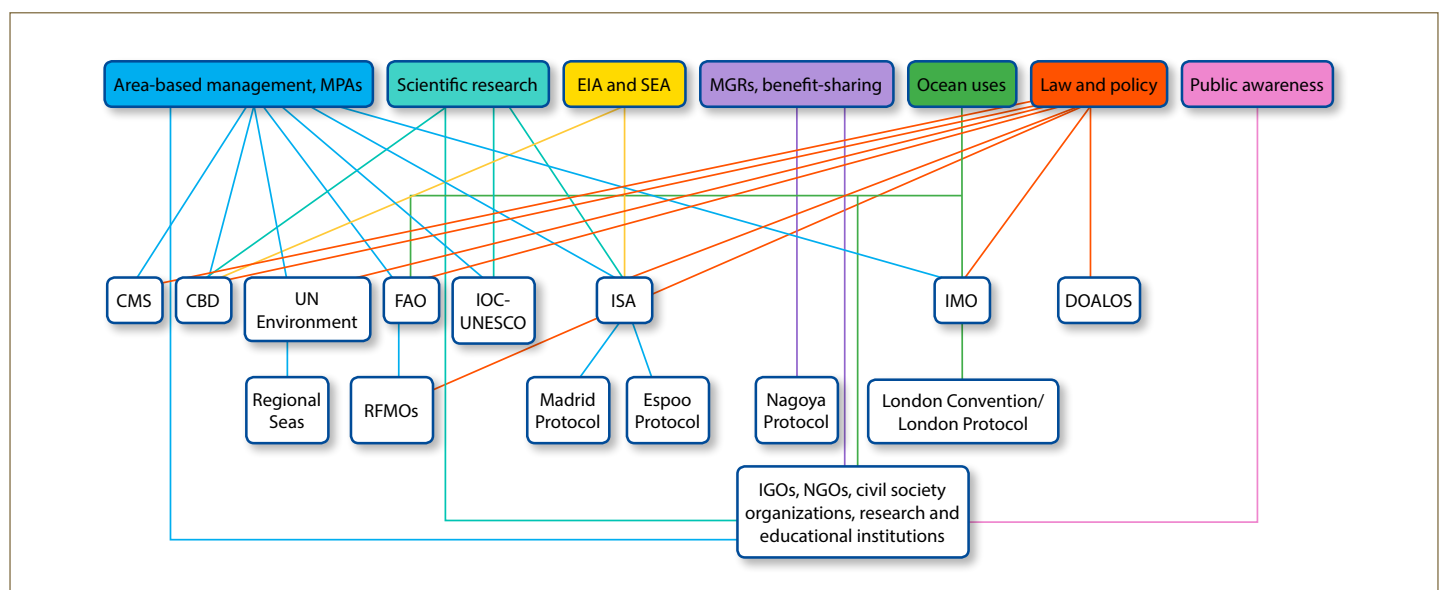 Area-based management, MPAs
Scientific research
EIA and SEA
MGRs, benefit-sharing
Ocean uses
Law and policy
Public awareness
CMS
CBD
UN
Environment
FAO
IOC-
UNESCO
ISA
IMO
DOALOS
Regional
Seas
RFMOs
Madrid
Protocol
Espoo
Protocol
Nagoya
Protocol
London Convention/
London Protocol
IGOs, NGOs, civil society
organizations, research and
educational institutions